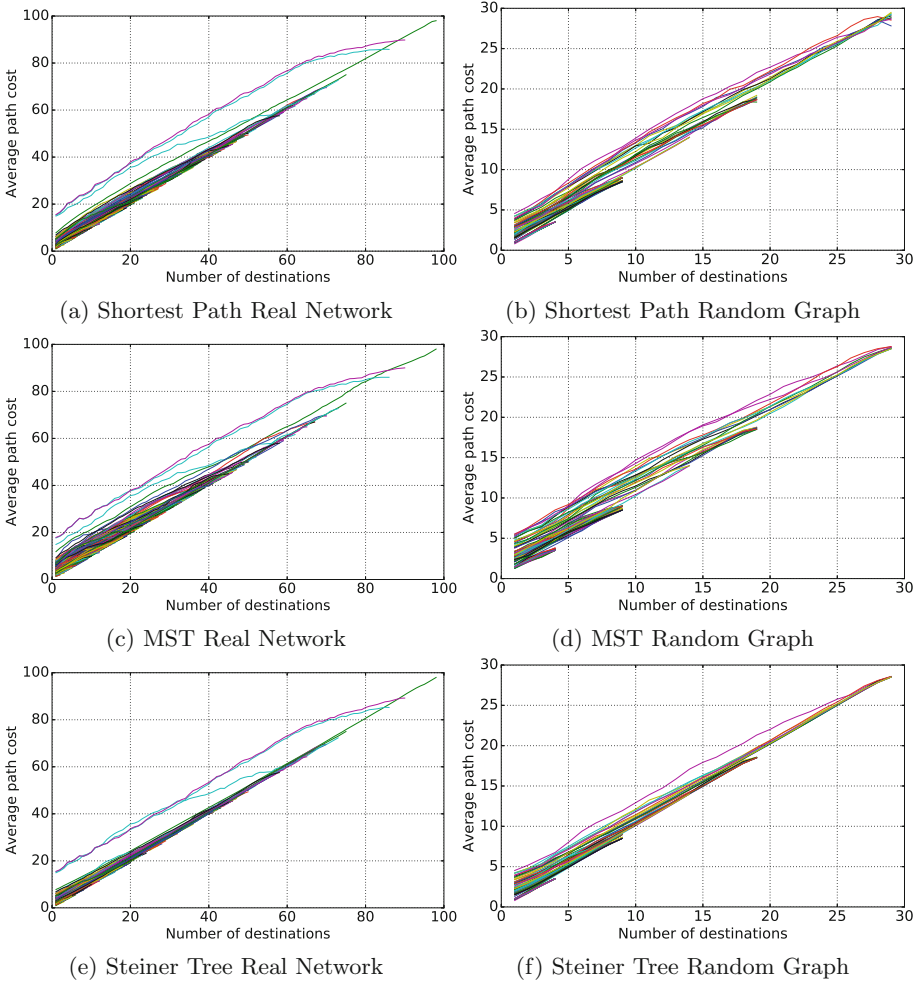 100
80
60
40
20
0
Average path cost
0 20 40 60 80 100
Number of destinations
(a) Shortest Path Real Network
30
25
20
15
10
5
0
Average path cost
0 5 10 15 20 25 30
Number of destinations
(b) Shortest Path Random Graph
100
80
60
40
20
0
Average path cost
0 20 40 60 80 100
Number of destinations
(c) MST Real Network
30
25
20
15
10
5
0
Average path cost
0 5 10 15 20 25 30
Number of destinations
(d) MST Random Graph
100
80
60
40
20
0
Average path cost
0 20 40 60 80 100
Number of destinations
(e) Steiner Tree Real Network
30
25
20
15
10
5
0
Average path cost
0 5 10 15 20 25 30
Number of destinations
(f) Steiner Tree Random Graph